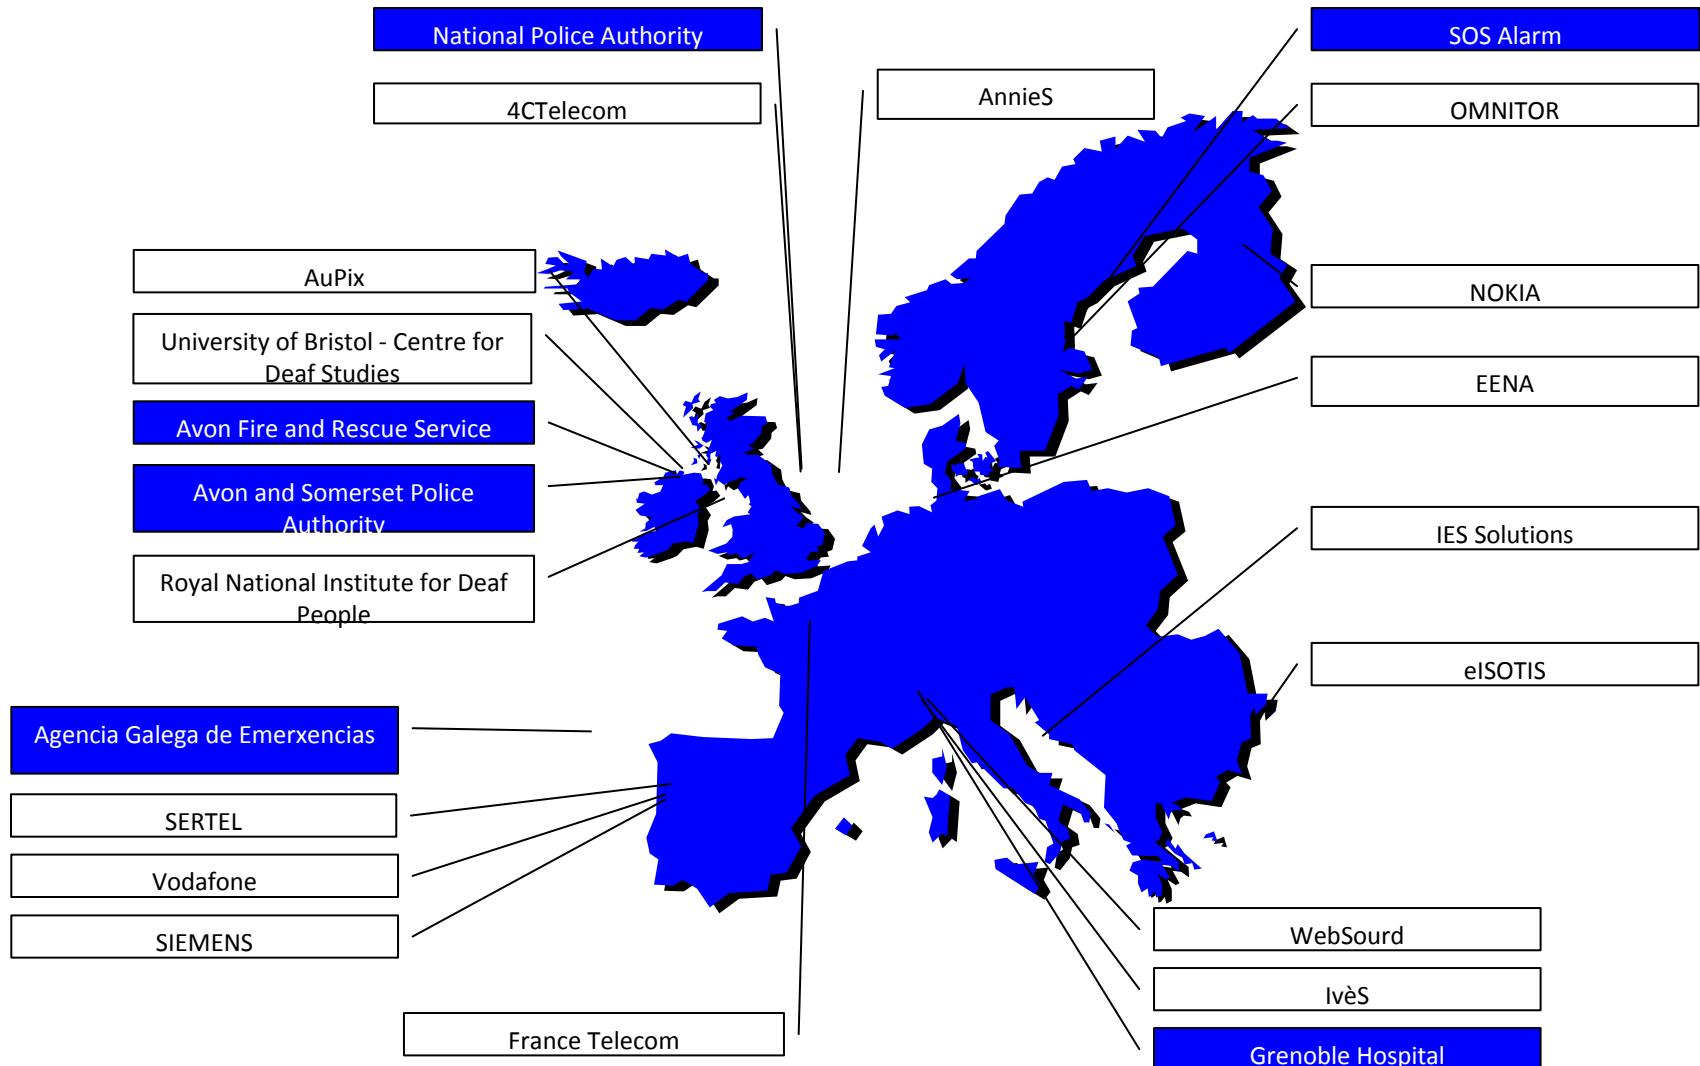 National Police Authority
SOS Alarm
4CTelecom
AnnieS
OMNITOR
AuPix
NOKIA
University of Bristol - Centre for
Deaf Studies
EENA
Avon Fire and Rescue Service
Avon and Somerset Police
Authority
IES Solutions
Royal National Institute for Deaf
People
eISOTIS
Agencia Galega de Emerxencias
SERTEL
Vodafone
SIEMENS
WebSourd
IvèS
France Telecom
Grenoble Hospital